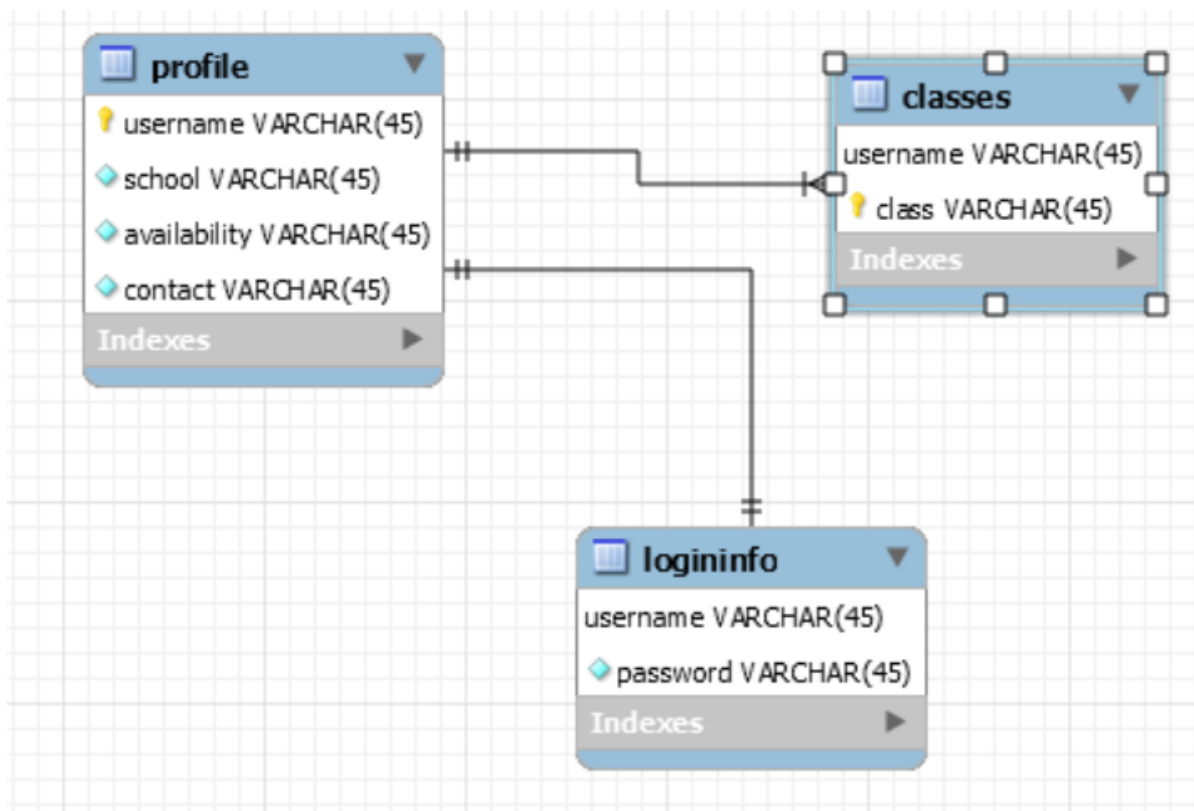 profile
username VARCHAR(45)
school VARCHAR(45)
availability VARCHAR(45)
contact VARCHAR(45)
Indexes
classes
username VARCHAR(45)
class VARCHAR(45)
Indexes
logininfo
username VARCHAR(45)
password VARCHAR(45)
Indexes